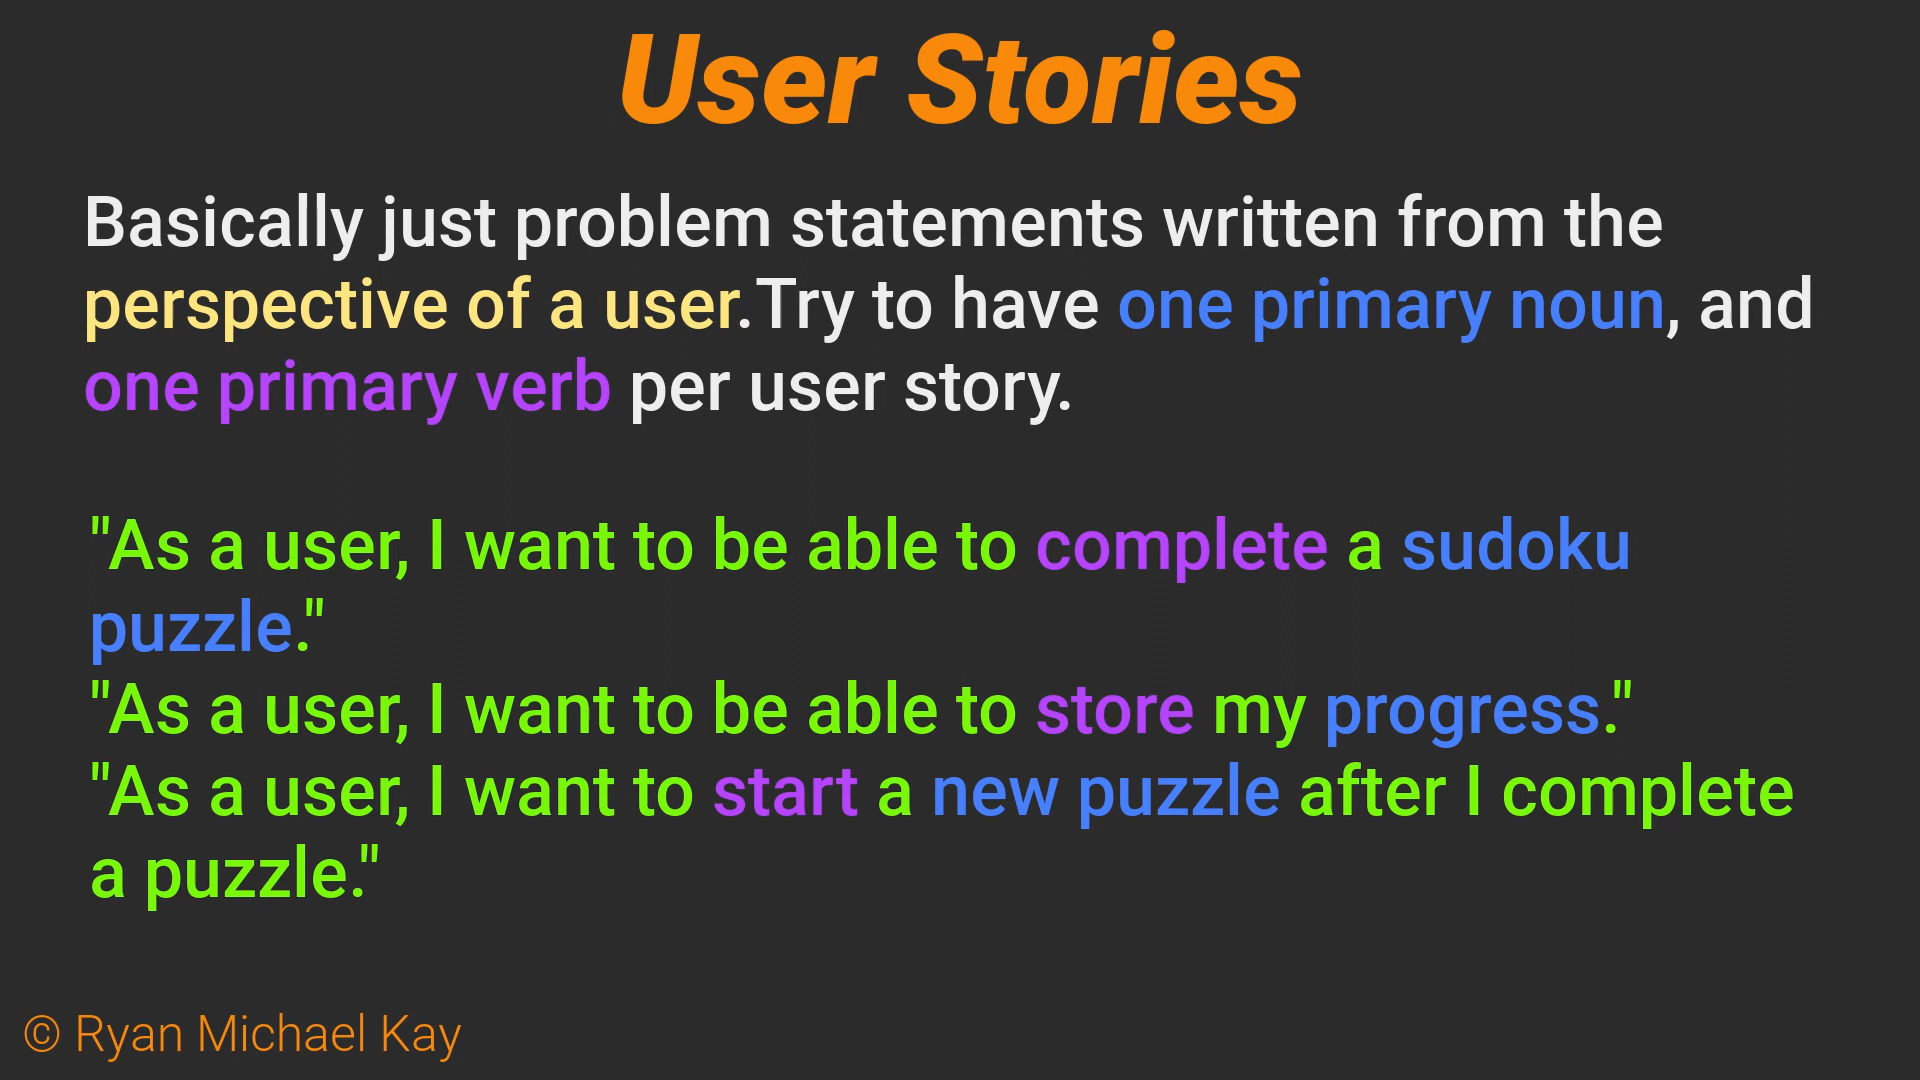 User Stories
Basically just problem statements written from the
perspective of a user.Try to have one primary noun, and
one primary verb per user story.
"As a user, I want to be able to complete a sudoku
puzzle."
"As a user, I want to be able to store my progress."
"As a user, I want to start a new puzzle after I complete
a puzzle."
© Ryan Michael Kay